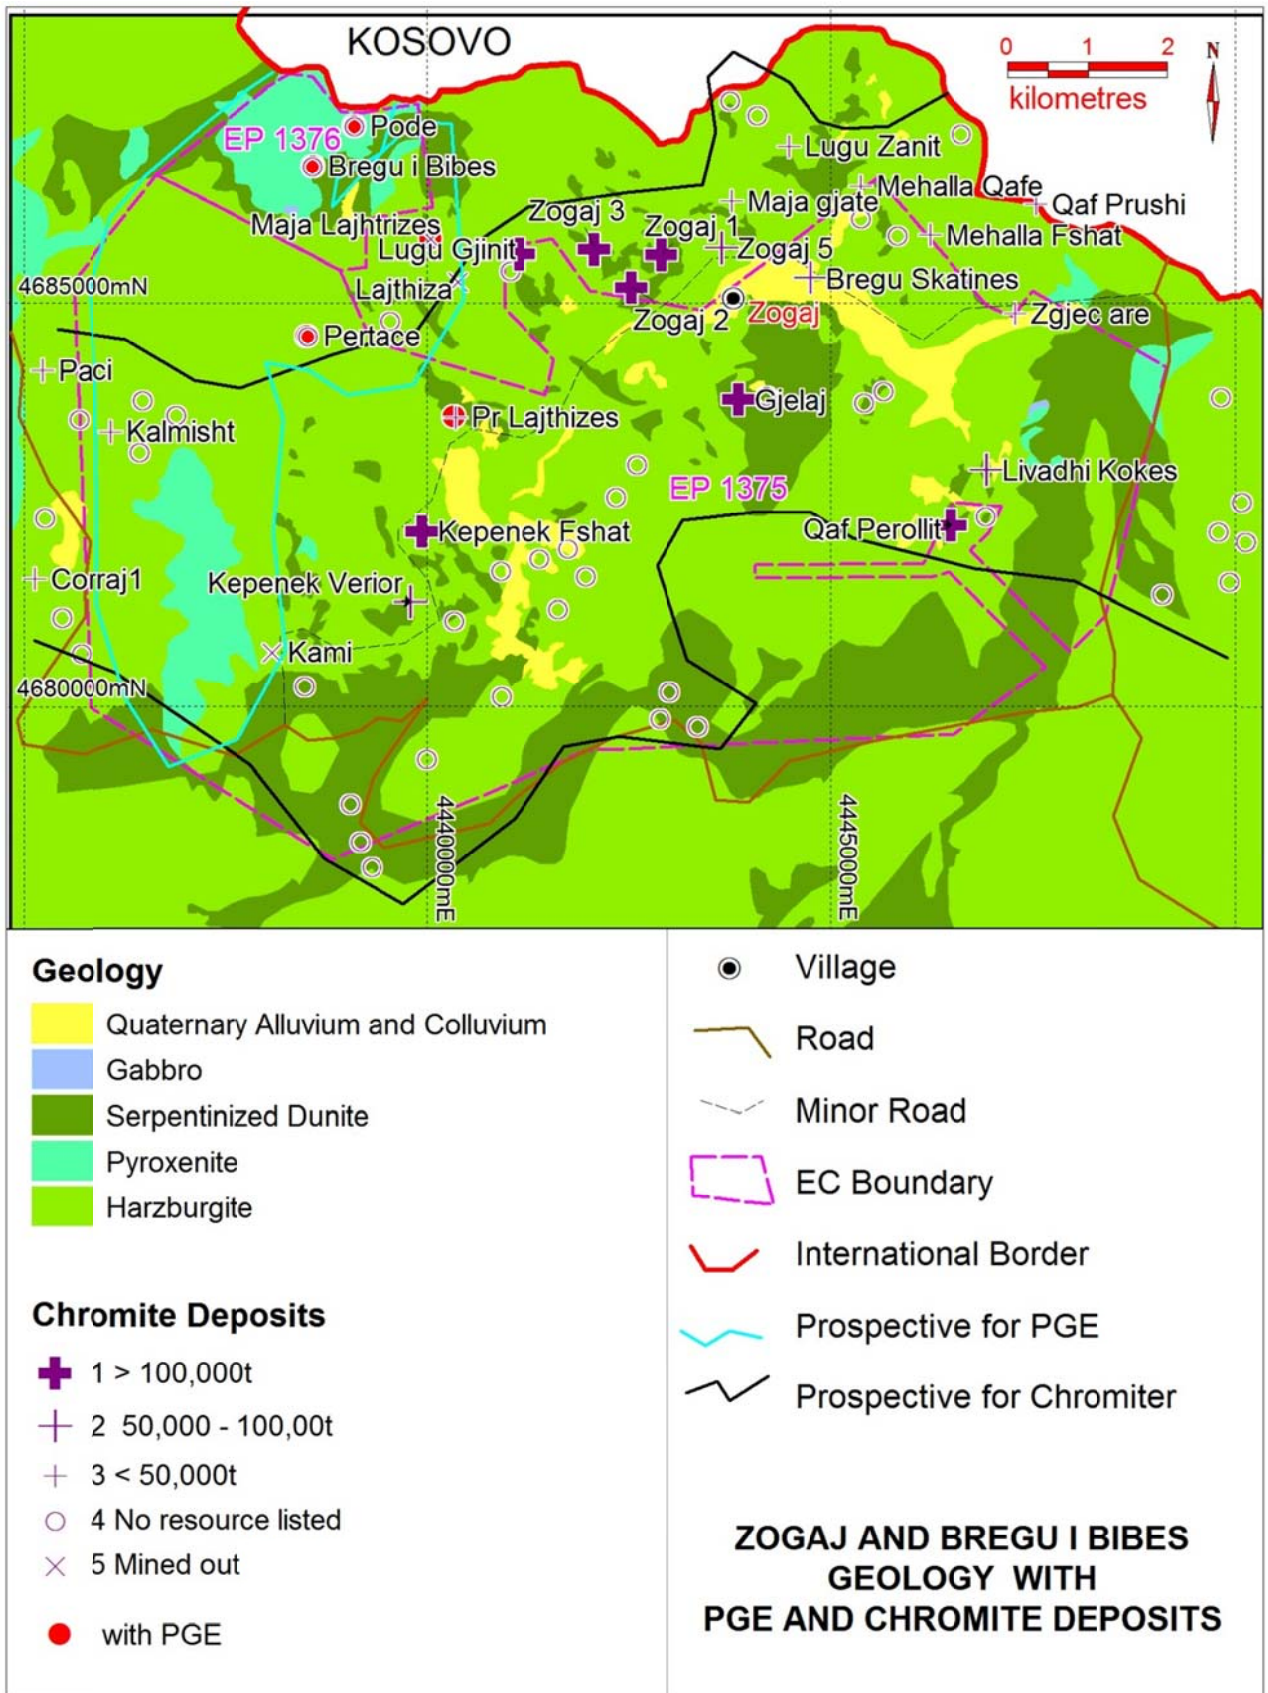 KOSOVO
0 1 2
kilometres
N
EP 1376
Pode
Bregu i Bibes
Lugu Zanit
Maja Lajhtrizes
Zogaj 3
Maja gjate
Mehalla Qafe
Qaf Prushi
Lugu Gjinit
Zogaj 1
Zogaj 5
Mehalla Fshat
4685000mN
Lajthiza
Bregu Skatines
Zogaj 2
Zogaj
Zgjec are
Pertace
Paci
Gjelaj
Kalmisht
Pr Lajthizes
Livadhi Kokes
EP 1375
Kepenek Fshat
Qaf Perollit
Corraj1
Kepenek Verior
Kami
4680000mN
4440000mE
4445000mE
Geology
Quaternary Alluvium and Colluvium
Gabbro
Serpentinized Dunite
Pyroxenite
Harzburgite
Chromite Deposits
1 > 100,000t
2 50,000 - 100,00t
3 < 50,000t
4 No resource listed
5 Mined out
with PGE
Village
Road
Minor Road
EC Boundary
International Border
Prospective for PGE
Prospective for Chromiter
ZOGAJ AND BREGU I BIBES
GEOLOGY WITH
PGE AND CHROMITE DEPOSITS